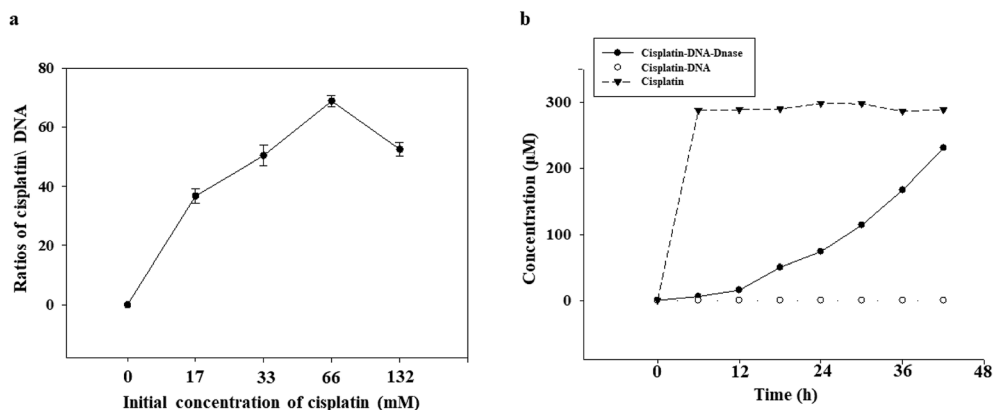 a
80
60
40
20
0
Ratios of cisplatin\ DNA
0 17 33 66 132
Initial concentration of cisplatin (mM)
b
Cisplatin-DNA-Dnase
Cisplatin-DNA
Cisplatin
300
200
100
0
Concentration (μM)
0 12 24 36 48
Time (h)